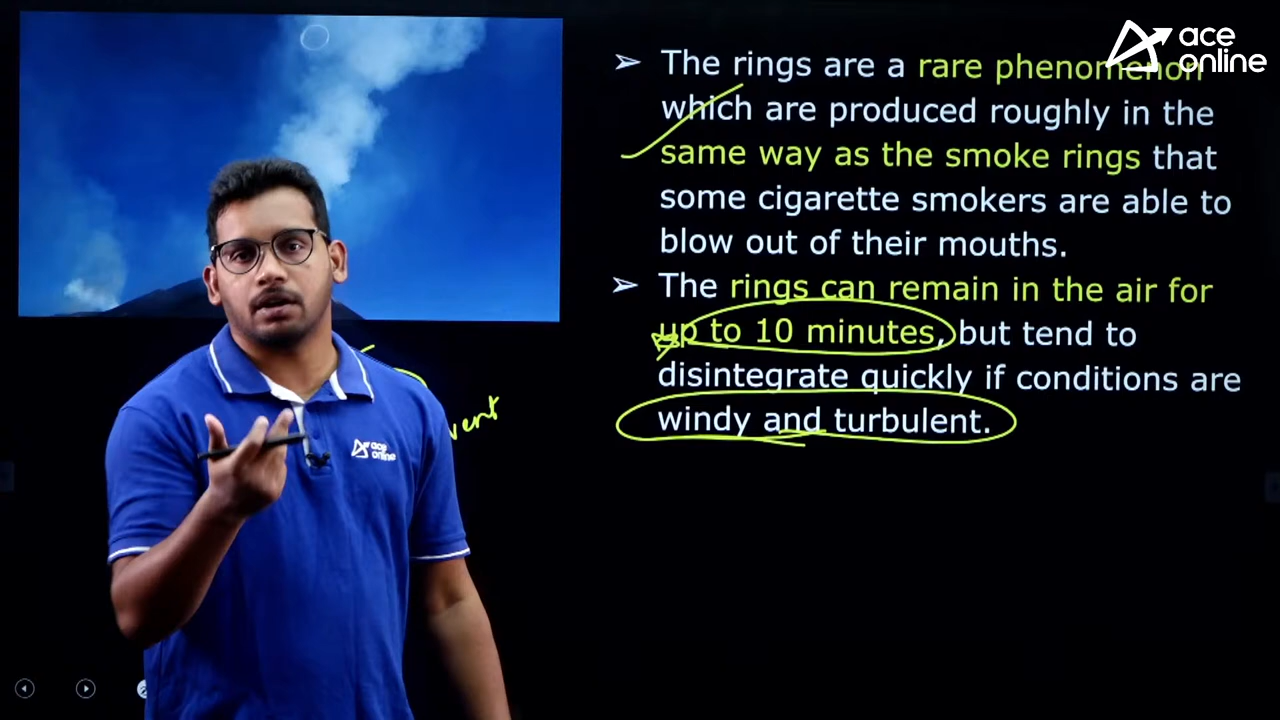 ace
online
➢ The rings are a rare phenomenon
which are produced roughly in the
same way as the smoke rings that
some cigarette smokers are able to
blow out of their mouths.
➢ The rings can remain in the air for
up to 10 minutes, but tend to
disintegrate quickly if conditions are
windy and turbulent.
ace
online